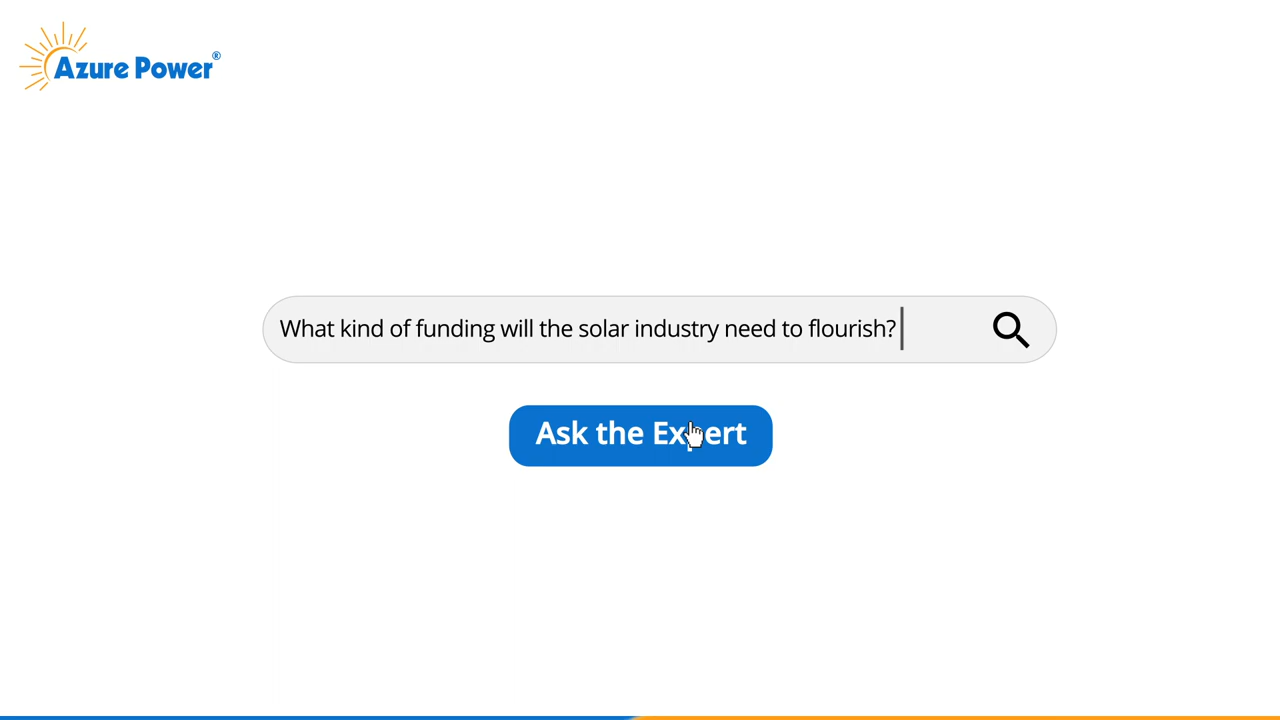 Azure Power®
What kind of funding will the solar industry need to flourish?
Ask the Expert